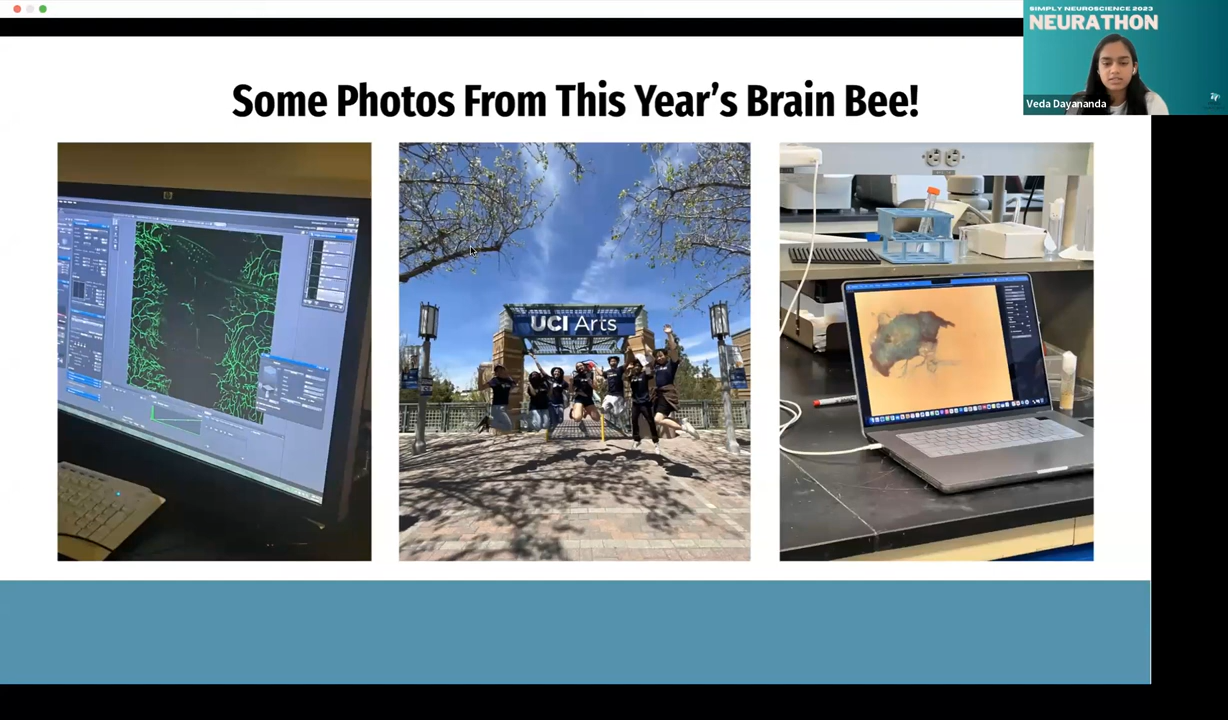 SIMPLY NEUROSCIENCE 2023
NEURATHON
Veda Dayananda
Some Photos From This Year's Brain Bee!
UCI Arts